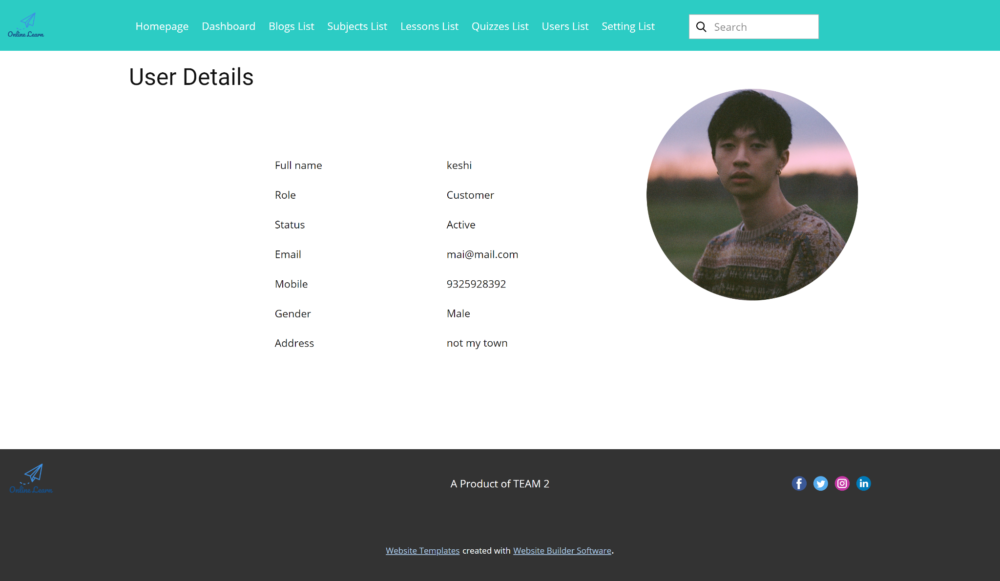 Online Learn
Homepage Dashboard Blogs List Subjects List Lessons List Quizzes List Users List Setting List Search
User Details
Full name keshi
Role Customer
Status Active
Email mai@mail.com
Mobile 9325928392
Gender Male
Address not my town
Online Learn
A Product of TEAM 2
Website Templates created with Website Builder Software.